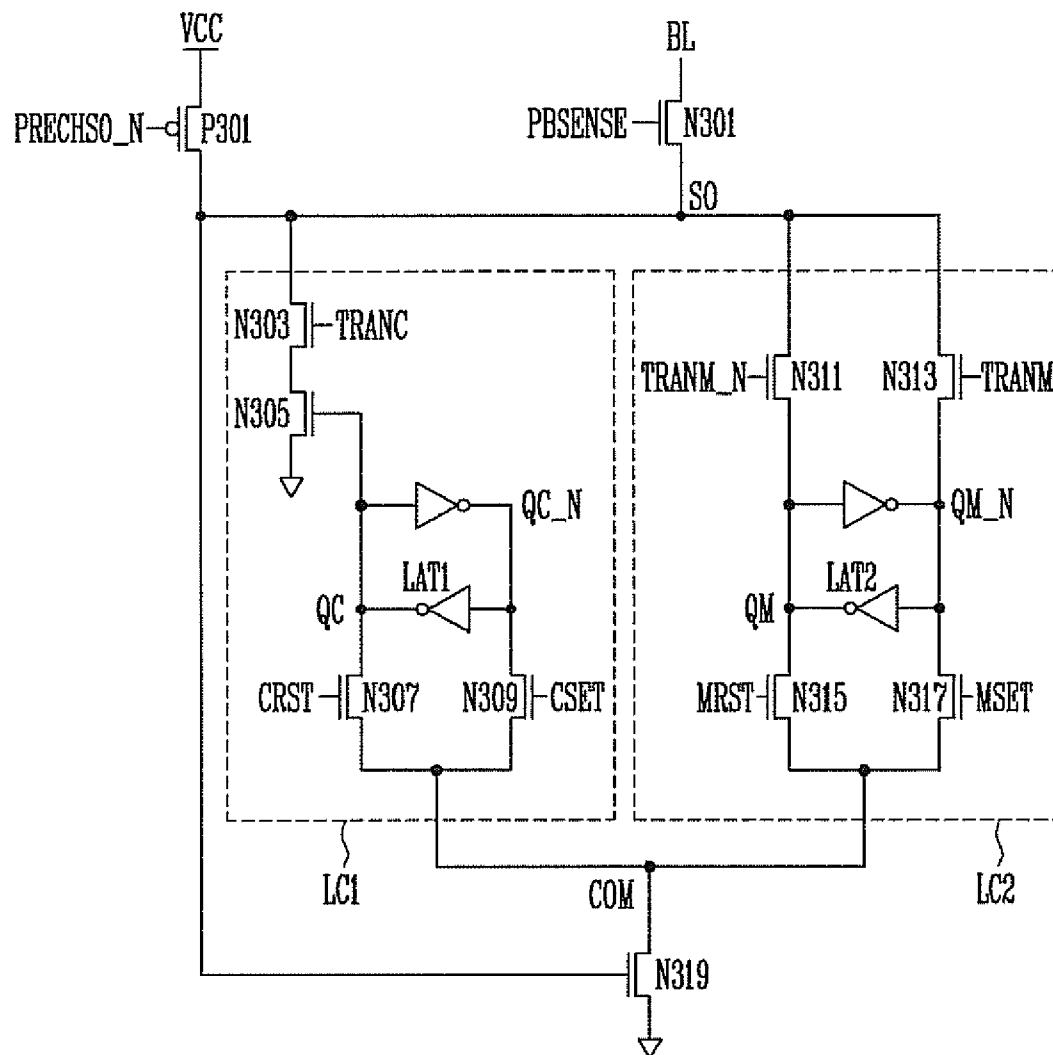 VCC
BL
PRECHSO_N
P301
PBSENSE
N301
SO
N303
TRANC
TRANM_N
N311
N313
TRANM
N305
QC_N
QM_N
LAT1
LAT2
QC
QM
CRST
N307
N309
CSET
MRST
N315
N317
MSET
LC1
COM
LC2
N319